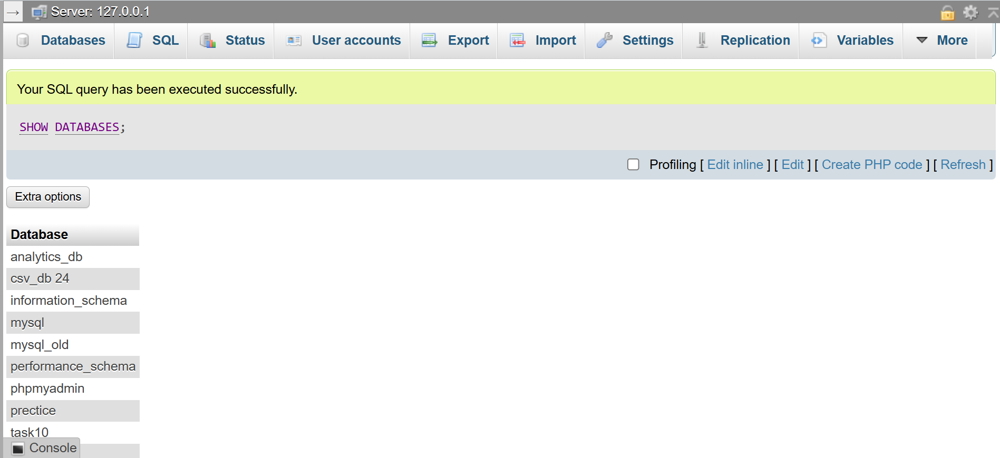 → Server: 127.0.0.1
Databases SQL Status User accounts Export Import Settings Replication Variables More
Your SQL query has been executed successfully.
SHOW DATABASES;
Profiling [ Edit inline ] [ Edit ] [ Create PHP code ] [ Refresh ]
Extra options
Database
analytics_db
csv_db 24
information_schema
mysql
mysql_old
performance_schema
phpmyadmin
prectice
task10
Console